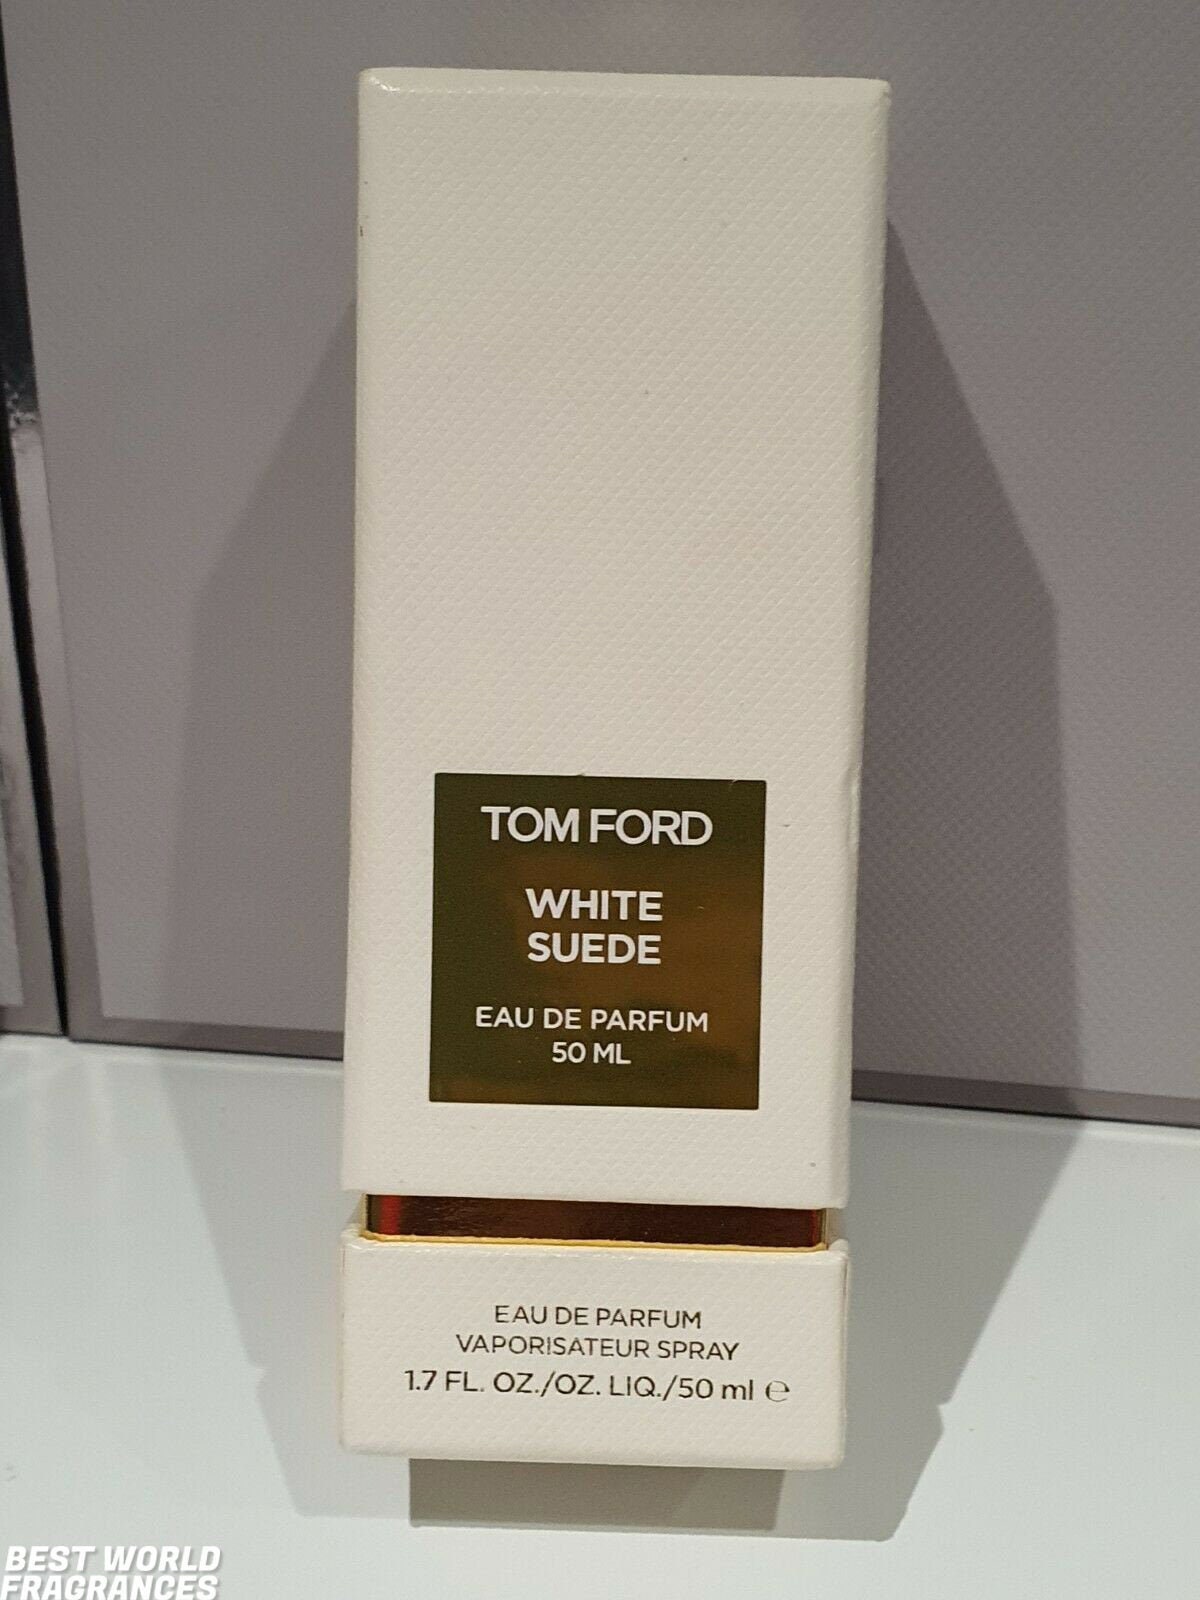 TOM FORD
WHITE
SUEDE
EAU DE PARFUM
50 ML
EAU DE PARFUM
VAPORISATEUR SPRAY
1.7 FL. OZ./OZ. LIQ./50 ml ℮
BEST WORLD
FRAGRANCES